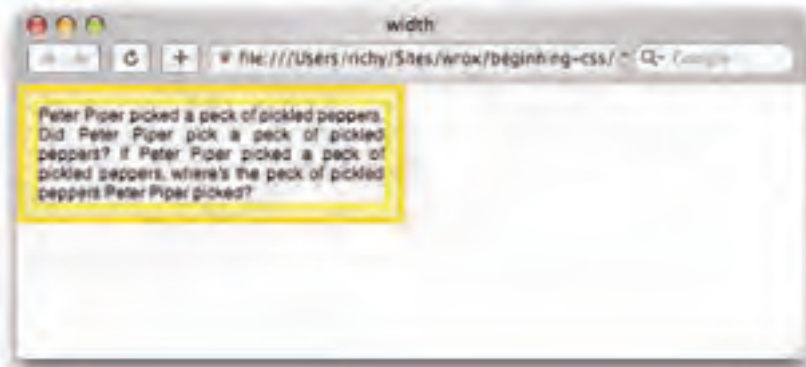 width
file:///Users/richy/Sites/wrox/beginning-css/
Peter Piper picked a peck of pickled peppers.
Did Peter Piper pick a peck of pickled
peppers? If Peter Piper picked a peck of
pickled peppers, where's the peck of pickled
peppers Peter Piper picked?